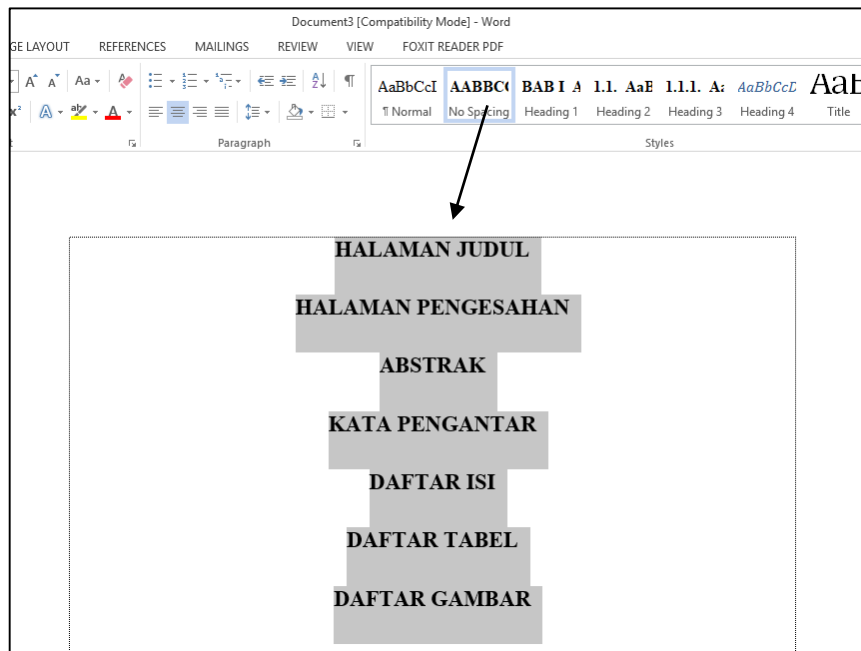 Document3 [Compatibility Mode] - Word
GE LAYOUT REFERENCES MAILINGS REVIEW VIEW FOXIT READER PDF
Aa
AaBbCcI AABBC( BAB I A 1.1. AaB 1.1.1. Aa AaBbCcD AaB
¶ Normal No Spacing Heading 1 Heading 2 Heading 3 Heading 4 Title
Paragraph Styles
HALAMAN JUDUL
HALAMAN PENGESAHAN
ABSTRAK
KATA PENGANTAR
DAFTAR ISI
DAFTAR TABEL
DAFTAR GAMBAR